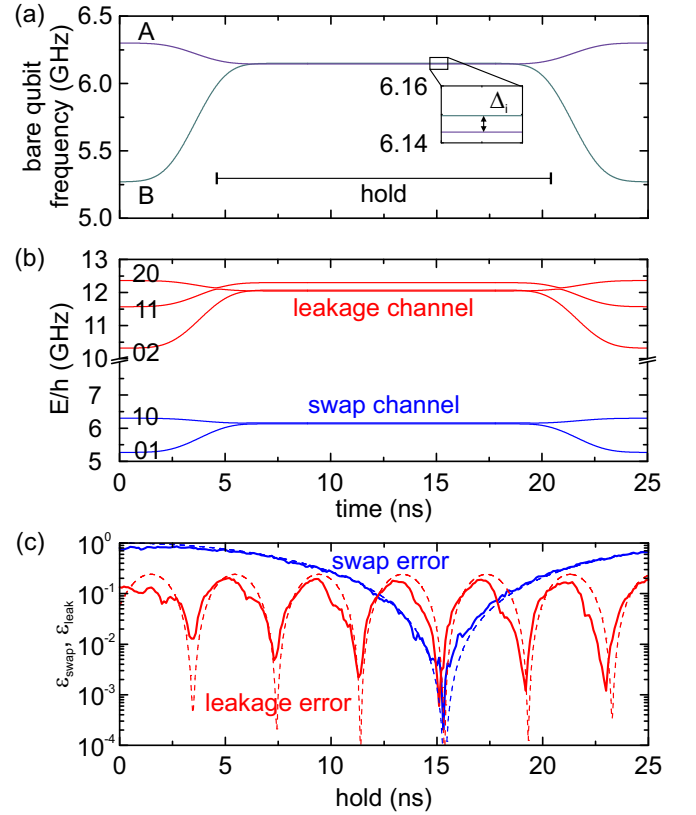 (a)
bare qubit
frequency (GHz)
6.5
6.0
5.5
5.0
A
B
6.16
6.14
Δi
hold
(b)
E/h (GHz)
13
12
11
10
7
6
5
20
11
02
10
01
leakage channel
swap channel
0 5 10 15 20 25
time (ns)
(c)
εswap, εleak
10^0
10^-1
10^-2
10^-3
10^-4
swap error
leakage error
0 5 10 15 20 25
hold (ns)